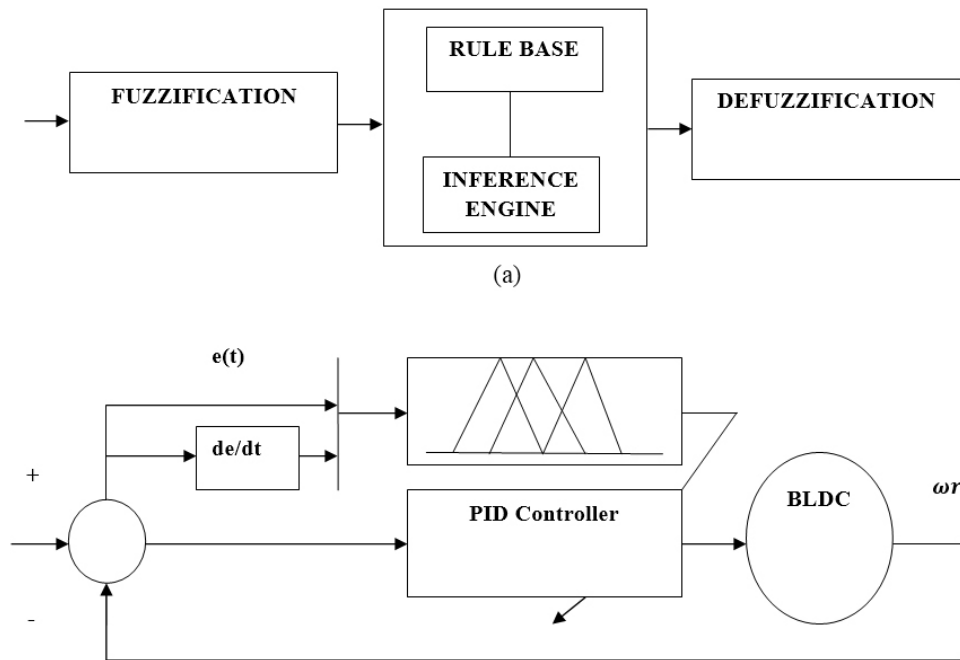 RULE BASE
FUZZIFICATION
DEFUZZIFICATION
INFERENCE
ENGINE
(a)
e(t)
de/dt
+
PID Controller
BLDC
ωr
-